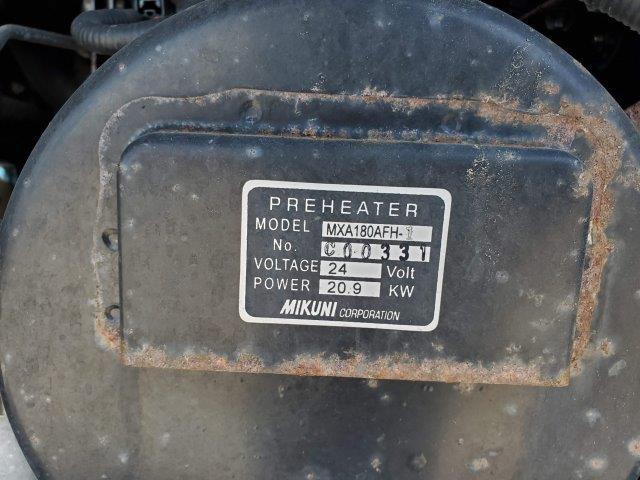 PREHEATER
MODEL MXA180AFH-1
No. C00331
VOLTAGE 24 Volt
POWER 20.9 KW
MIKUNI CORPORATION